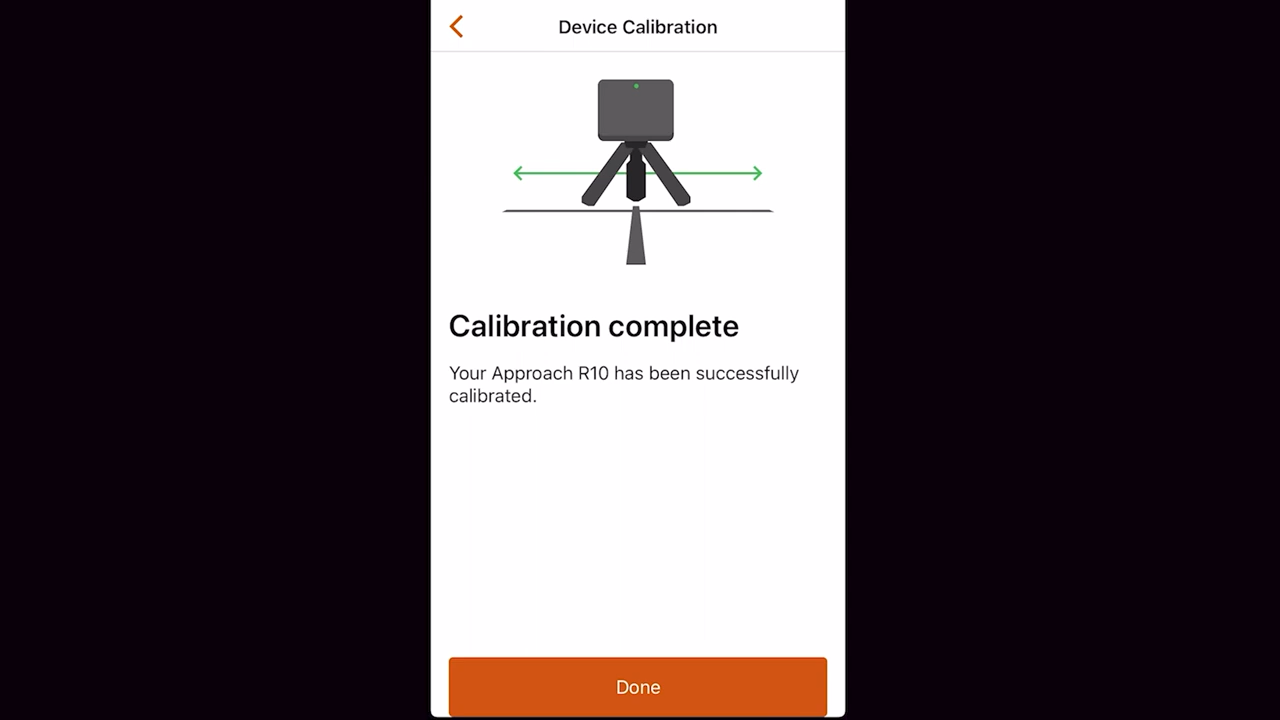 Device Calibration
Calibration complete
Your Approach R10 has been successfully
calibrated.
Done